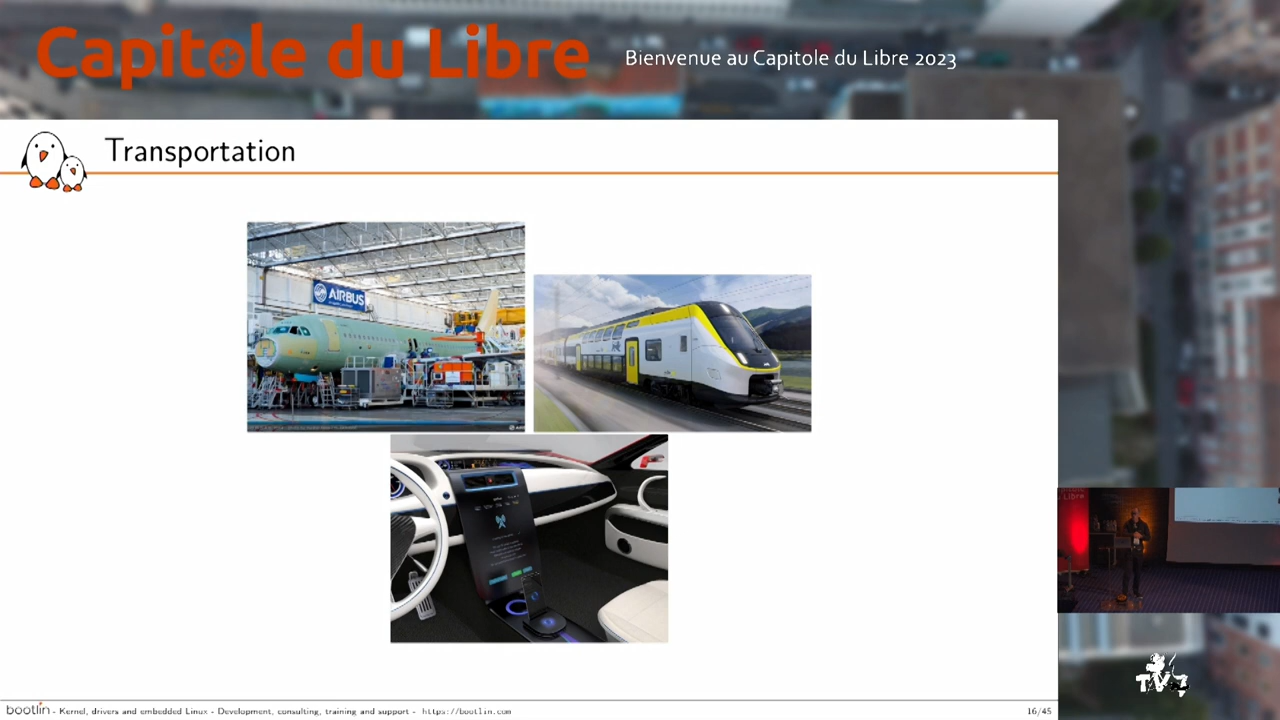 Capitole du Libre
Bienvenue au Capitole du Libre 2023
Transportation
AIRBUS
bootlin - Kernel, drivers and embedded Linux - Development, consulting, training and support - https://bootlin.com
16/45
TV7